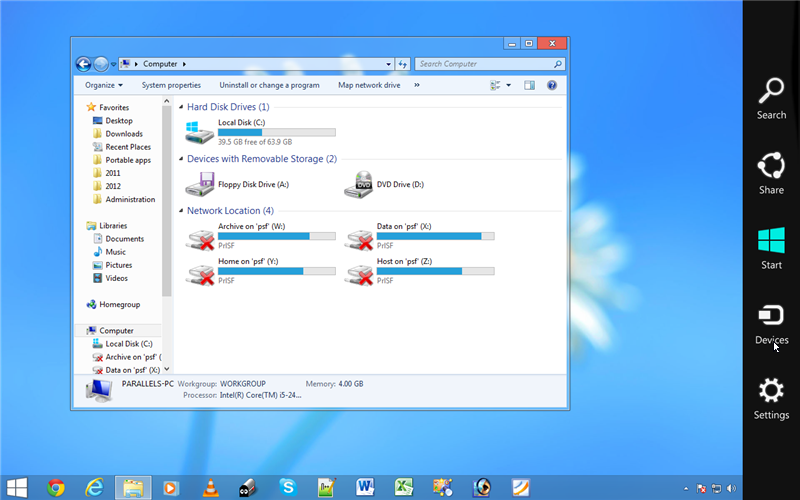 Computer
Search Computer
Organize
System properties
Uninstall or change a program
Map network drive
»
Favorites
Desktop
Downloads
Recent Places
Portable apps
2011
2012
Administration
Libraries
Documents
Music
Pictures
Videos
Homegroup
Computer
Local Disk (C:)
Archive on 'psf' (
Data on 'psf' (X:)
Hard Disk Drives (1)
Local Disk (C:)
39.5 GB free of 63.9 GB
Devices with Removable Storage (2)
Floppy Disk Drive (A:)
DVD
DVD Drive (D:)
Network Location (4)
Archive on 'psf' (W:)
PrlSF
Data on 'psf' (X:)
PrlSF
Home on 'psf' (Y:)
PrlSF
Host on 'psf' (Z:)
PrlSF
PARALLELS-PC Workgroup: WORKGROUP Memory: 4.00 GB
Processor: Intel(R) Core(TM) i5-24...
Search
Share
Start
Devices
Settings